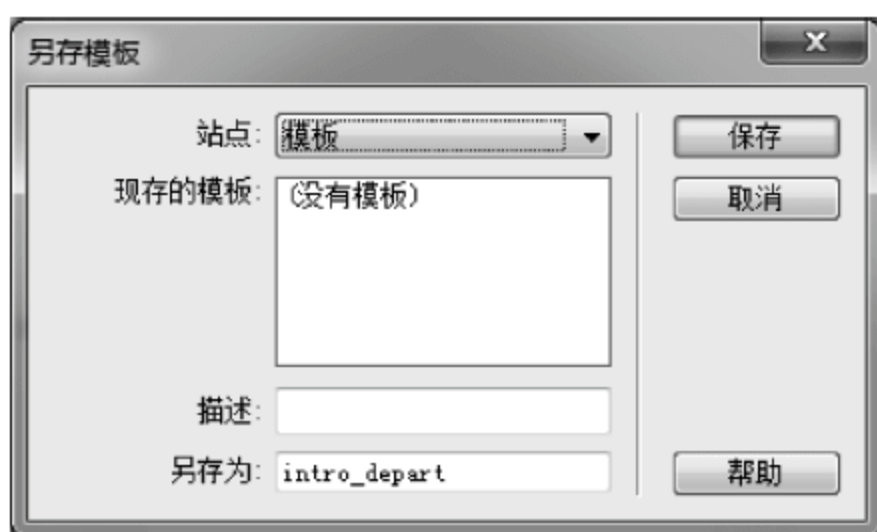 另存模板
站点: 模板
保存
现存的模板: (没有模板)
取消
描述:
另存为: intro_depart
帮助